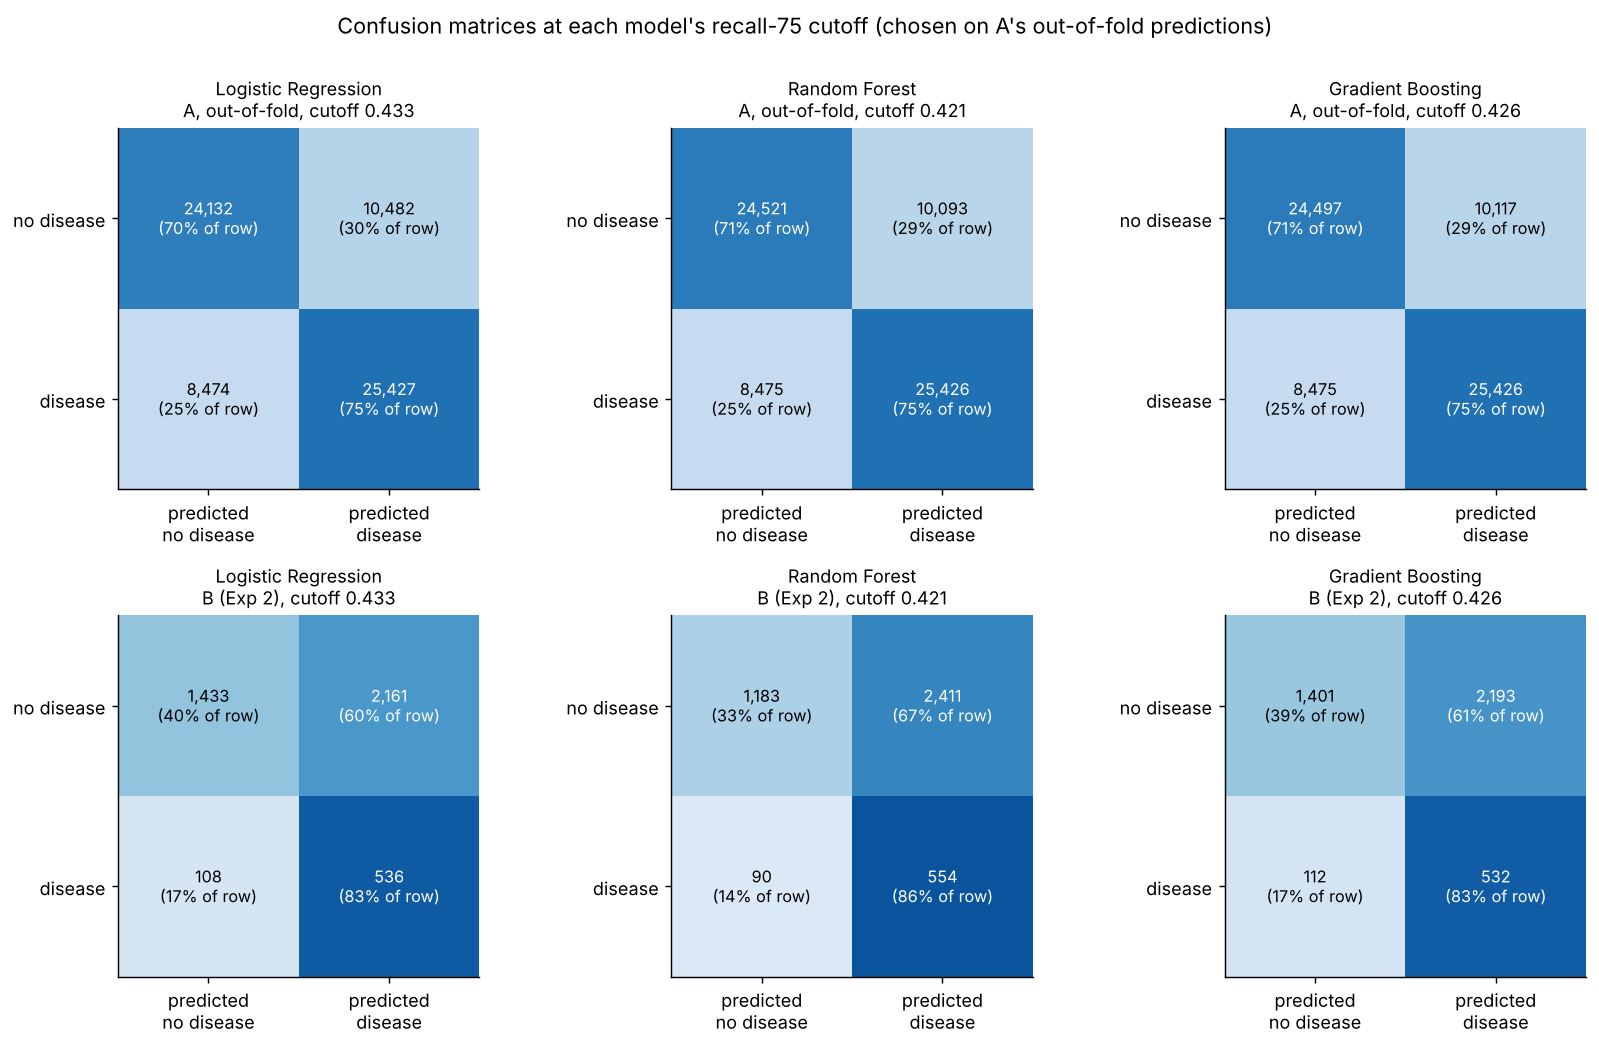 Confusion matrices at each model's recall-75 cutoff (chosen on A's out-of-fold predictions)
Logistic Regression
A, out-of-fold, cutoff 0.433
no disease
24,132
(70% of row)
10,482
(30% of row)
disease
8,474
(25% of row)
25,427
(75% of row)
predicted
no disease
predicted
disease
Random Forest
A, out-of-fold, cutoff 0.421
no disease
24,521
(71% of row)
10,093
(29% of row)
disease
8,475
(25% of row)
25,426
(75% of row)
predicted
no disease
predicted
disease
Gradient Boosting
A, out-of-fold, cutoff 0.426
no disease
24,497
(71% of row)
10,117
(29% of row)
disease
8,475
(25% of row)
25,426
(75% of row)
predicted
no disease
predicted
disease
Logistic Regression
B (Exp 2), cutoff 0.433
no disease
1,433
(40% of row)
2,161
(60% of row)
disease
108
(17% of row)
536
(83% of row)
predicted
no disease
predicted
disease
Random Forest
B (Exp 2), cutoff 0.421
no disease
1,183
(33% of row)
2,411
(67% of row)
disease
90
(14% of row)
554
(86% of row)
predicted
no disease
predicted
disease
Gradient Boosting
B (Exp 2), cutoff 0.426
no disease
1,401
(39% of row)
2,193
(61% of row)
disease
112
(17% of row)
532
(83% of row)
predicted
no disease
predicted
disease